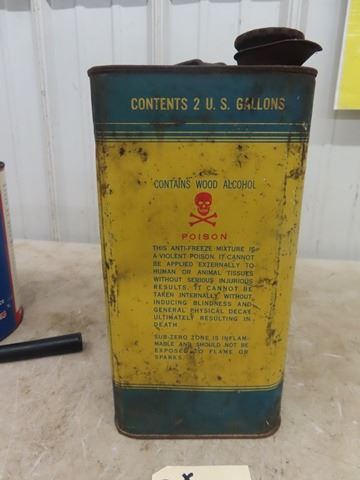 CONTENTS 2 U. S. GALLONS
CONTAINS WOOD ALCOHOL
POISON
THIS ANTI-FREEZE MIXTURE IS
A VIOLENT POISON. IT CANNOT
BE APPLIED EXTERNALLY TO
HUMAN OR ANIMAL TISSUES
WITHOUT SERIOUS INJURIOUS
RESULTS. IT CANNOT BE
TAKEN INTERNALLY WITHOUT
INDUCING BLINDNESS AND
GENERAL PHYSICAL DECAY
ULTIMATELY RESULTING IN
DEATH.
SUB-ZERO ZONE IS INFLAM-
MABLE AND SHOULD NOT BE
EXPOSED TO FLAME OR
SPARKS.